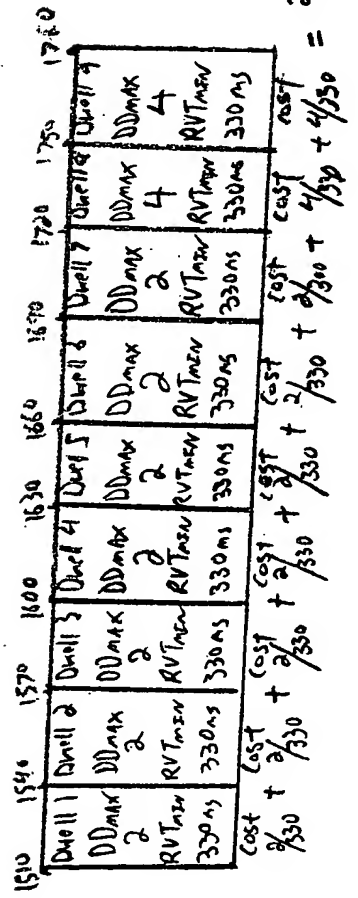 1510 1540 1570 1600 1630 1660 1690 1720 1750 1780
Dwell 1 Dwell 2 Dwell 3 Dwell 4 Dwell 5 Dwell 6 Dwell 7 Dwell 8 Dwell 9
DDMAX DDMAX DDMAX DDMAX DDMAX DDMAX DDMAX DDMAX DDMAX
2 2 2 2 2 2 2 4 4
RVTMIN RVTMIN RVTMIN RVTMIN RVTMIN RVTMIN RVTMIN RVTMIN RVTMIN
330ms 330ms 330ms 330ms 330ms 330ms 330ms 330ms 330ms
Cost Cost Cost Cost Cost Cost Cost Cost Cost
2/330 + 2/330 + 2/330 + 2/330 + 2/330 + 2/330 + 2/300 + 4/330 + 4/330 =